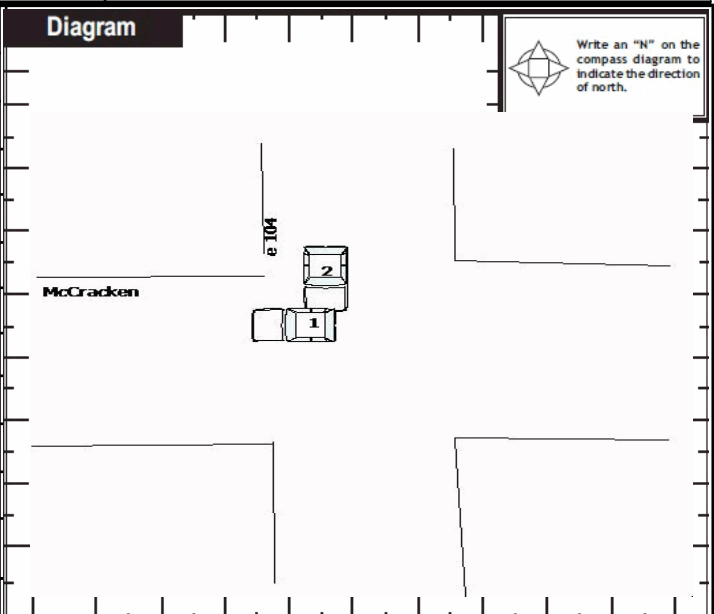 Diagram
Write an “N” on the
compass diagram to
indicate the direction
of north.
e 104
2
McCracken
1